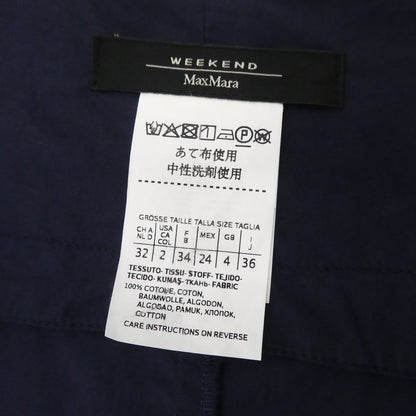 WEEKEND
MaxMara
P W
あて布使用
中性洗剤使用
GRÖSSE TAILLE TALLA SIZE TAGLIA
CH A NL D USA CA COL F B MEX GB I J
32 2 34 24 4 36
TESSUTO- TISSU- STOFF- TEJIDO-
TECIDO- KUMAŞ- ТКАНЬ- FABRIC
100% COTONE, COTON,
BAUMWOLLE, ALGODON,
ALGODAO, PAMUK, ХЛОПОК,
COTTON
CARE INSTRUCTIONS ON REVERSE